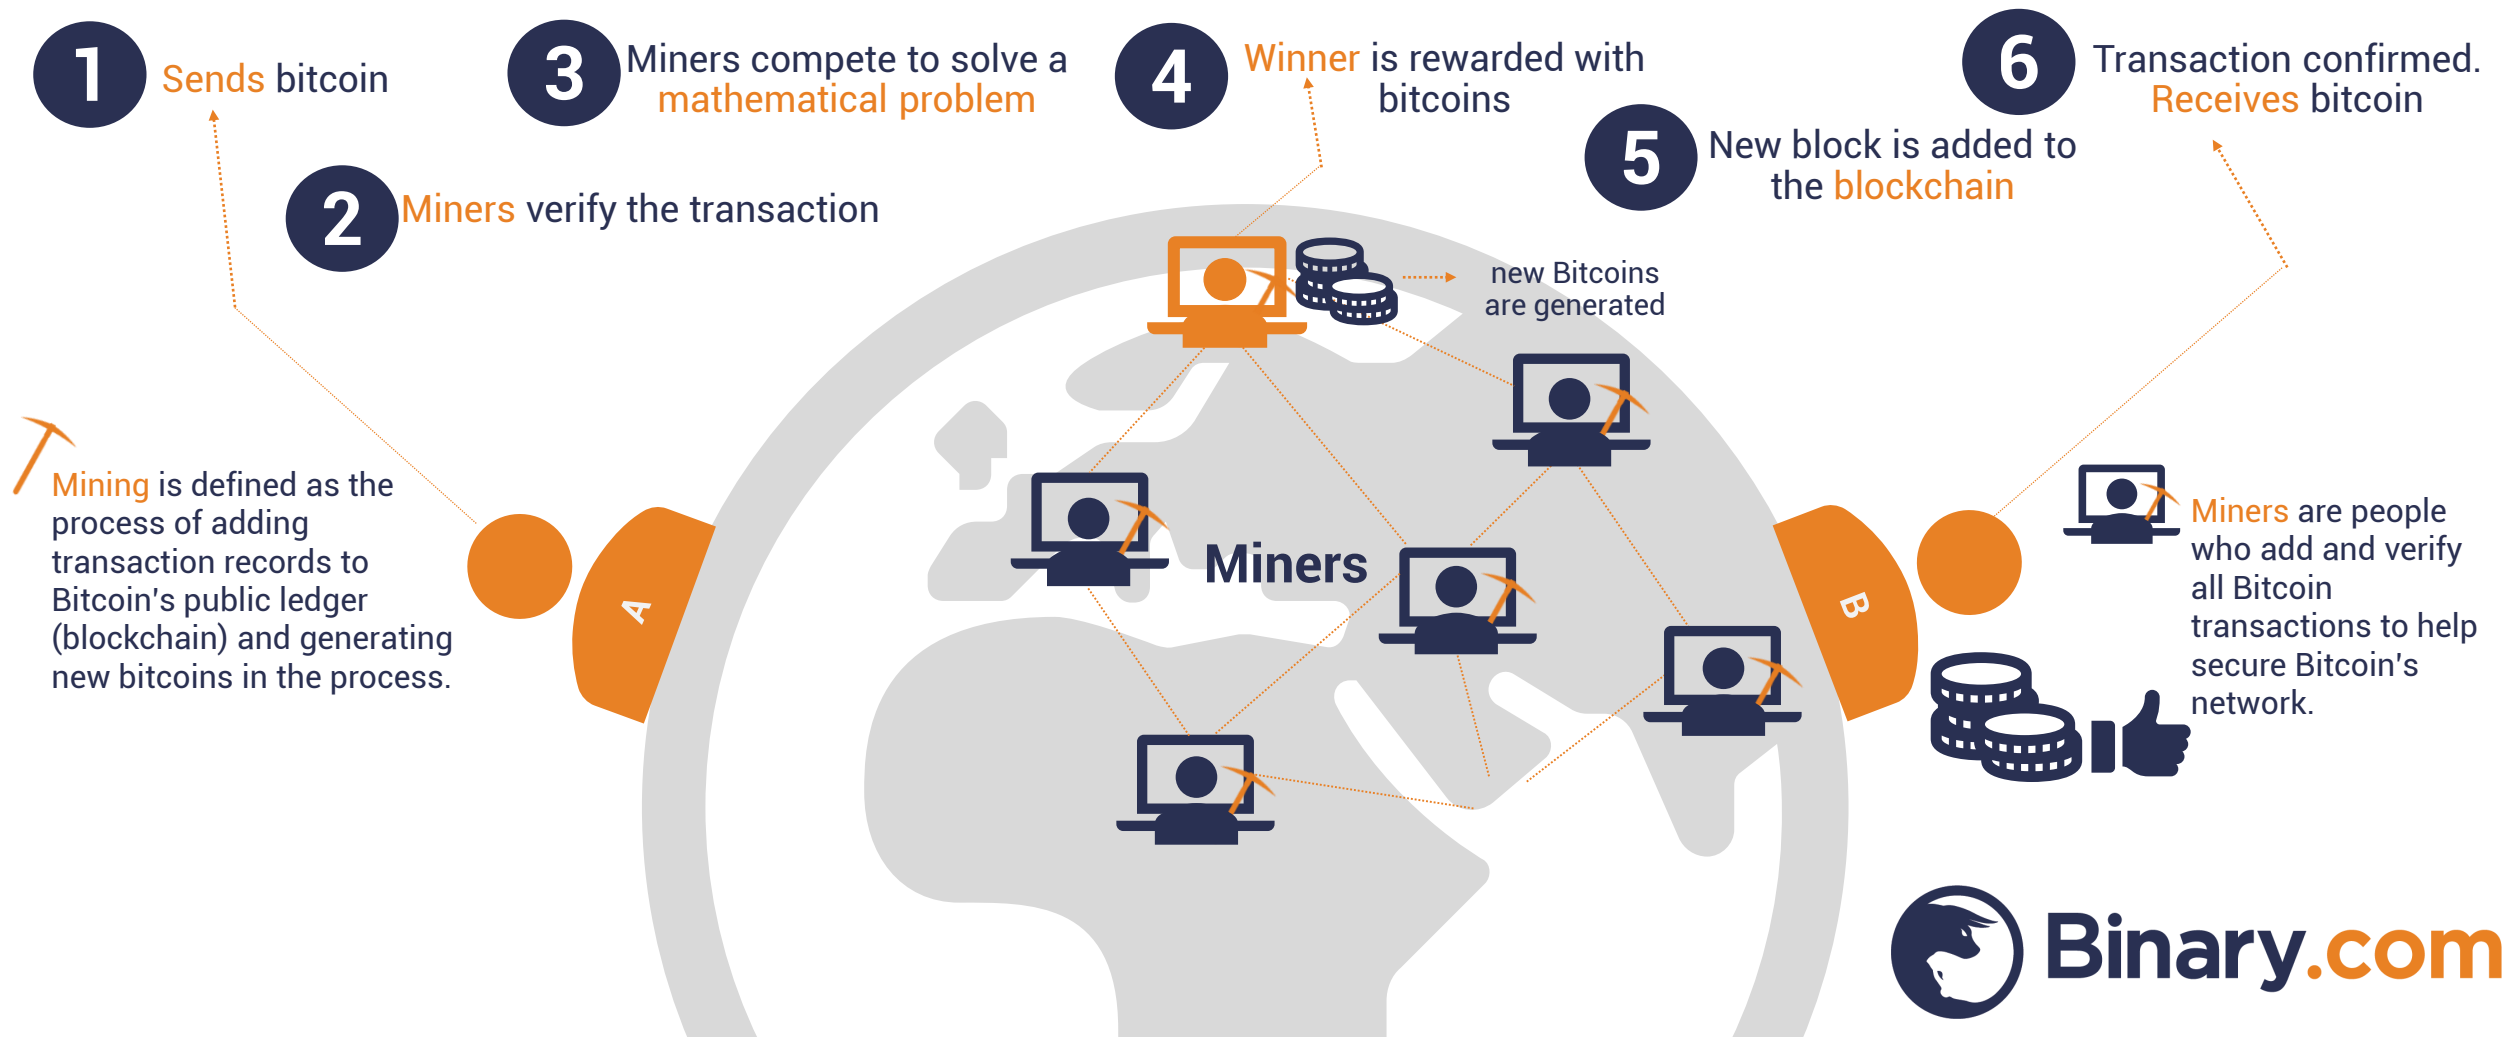 1
Sends bitcoin
2
Miners verify the transaction
3
Miners compete to solve a
mathematical problem
4
Winner is rewarded with
bitcoins
5
New block is added to
the blockchain
6
Transaction confirmed.
Receives bitcoin
new Bitcoins
are generated
Mining is defined as the
process of adding
transaction records to
Bitcoin's public ledger
(blockchain) and generating
new bitcoins in the process.
A
Miners
B
Miners are people
who add and verify
all Bitcoin
transactions to help
secure Bitcoin's
network.
Binary.com